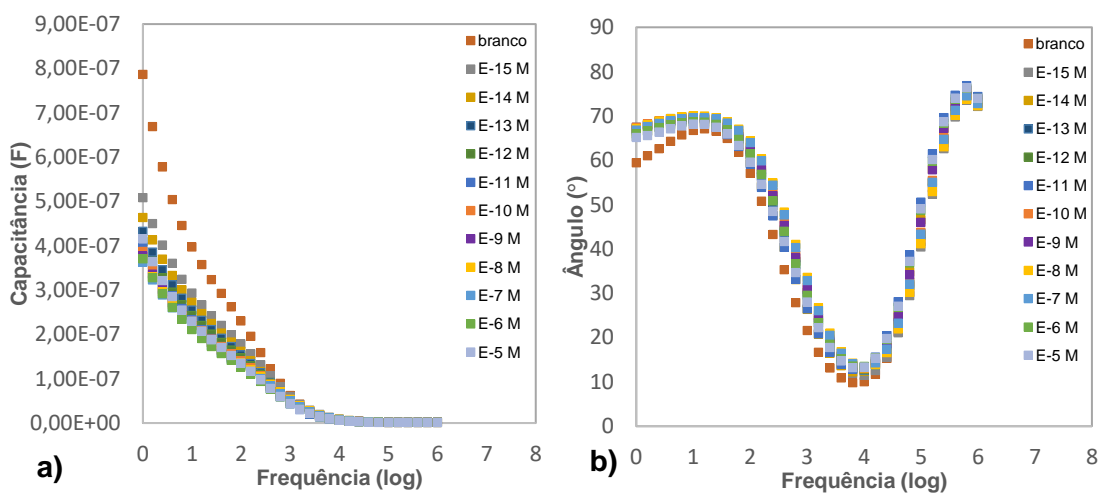 9,00E-07
8,00E-07
7,00E-07
6,00E-07
5,00E-07
4,00E-07
3,00E-07
2,00E-07
1,00E-07
0,00E+00
Capacitância (F)
0 1 2 3 4 5 6 7 8
Frequência (log)
a)
branco
E-15 M
E-14 M
E-13 M
E-12 M
E-11 M
E-10 M
E-9 M
E-8 M
E-7 M
E-6 M
E-5 M
90
80
70
60
50
40
30
20
10
0
Ângulo (°)
0 1 2 3 4 5 6 7 8
Frequência (log)
b)
branco
E-15 M
E-14 M
E-13 M
E-12 M
E-11 M
E-10 M
E-9 M
E-8 M
E-7 M
E-6 M
E-5 M